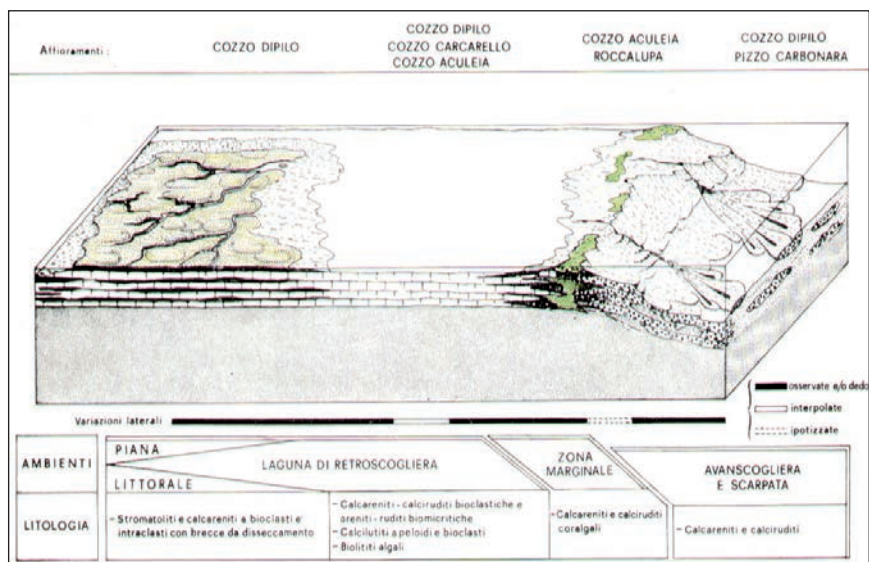 Affioramenti :
COZZO DIPILO
COZZO DIPILO
COZZO CARCARELLO
COZZO ACULEIA
COZZO ACULEIA
ROCCALUPA
COZZO DIPILO
PIZZO CARBONARA
Variazioni laterali
osservate e/o dedo
interpolate
ipotizzate
AMBIENTI
PIANA
LITTORALE
LAGUNA DI RETROSCOGLIERA
ZONA
MARGINALE
AVANSCOGLIERA
E SCARPATA
LITOLOGIA
- Stromatoliti e calcareniti a bioclasti e
intraclasti con brecce da disseccamento
- Calcareniti - calciruditi bioclastiche e
areniti - ruditi biomicritiche
- Calcilutiti a peloidi e bioclasti
- Biolititi algali
- Calcareniti e calciruditi
coralgali
- Calcareniti e calciruditi